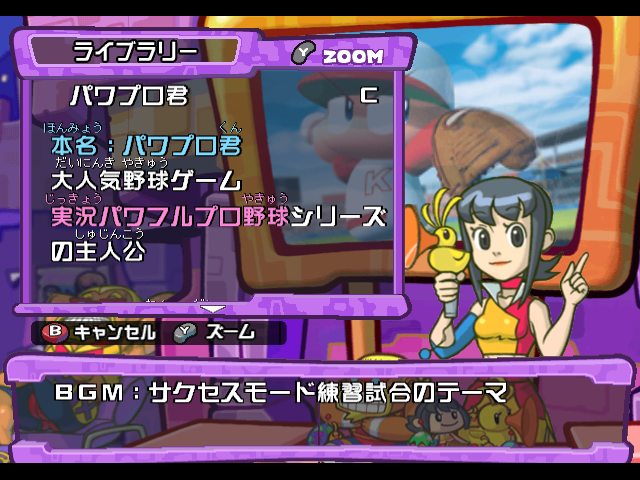 ライブラリー
Y ZOOM
パワプロ君 C
ほんみょう くん
本名:パワプロ君
だいにんき やきゅう
大人気野球ゲーム
じっきょう やきゅう
実況パワフルプロ野球シリーズ
しゅじんこう
の主人公
B キャンセル Y ズーム
BGM:サクセスモード練習試合のテーマ
K